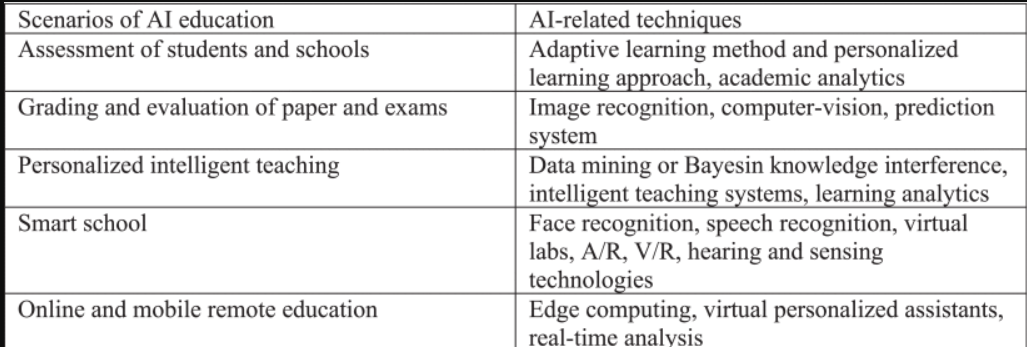 Scenarios of AI education
AI-related techniques
Assessment of students and schools
Adaptive learning method and personalized
learning approach, academic analytics
Grading and evaluation of paper and exams
Image recognition, computer-vision, prediction
system
Personalized intelligent teaching
Data mining or Bayesin knowledge interference,
intelligent teaching systems, learning analytics
Smart school
Face recognition, speech recognition, virtual
labs, A/R, V/R, hearing and sensing
technologies
Online and mobile remote education
Edge computing, virtual personalized assistants,
real-time analysis